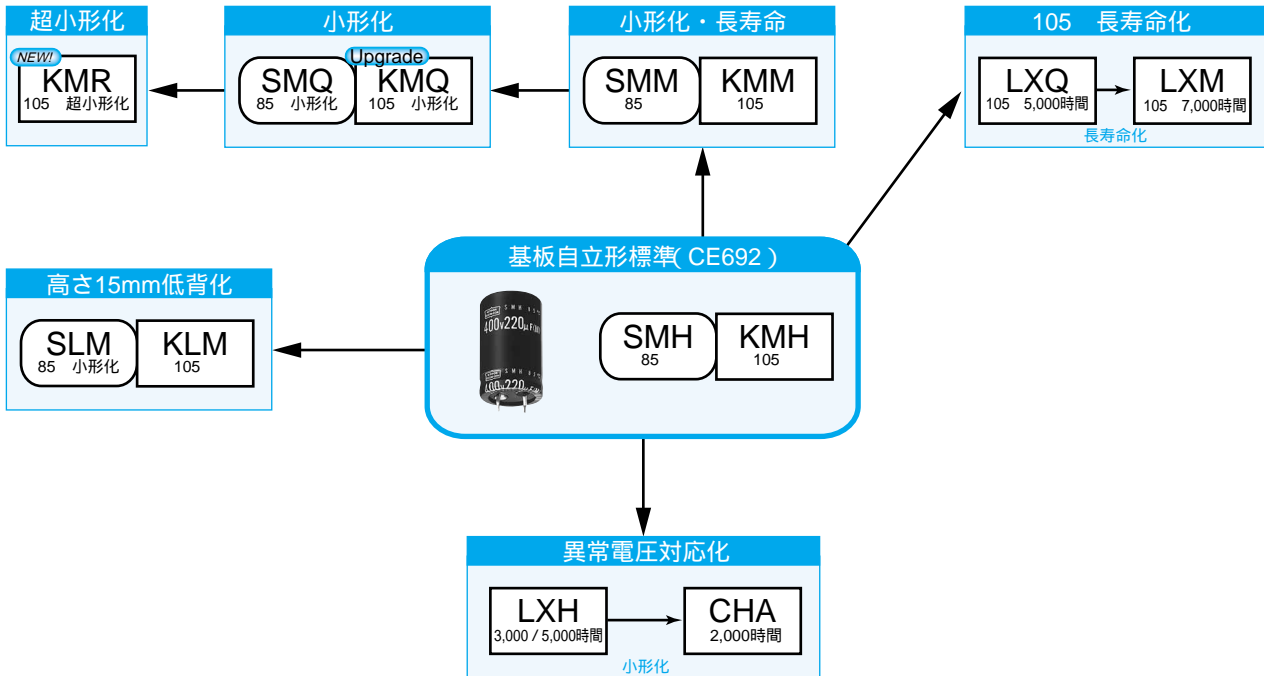 超小形化
NEW!
KMR
105 超小形化
小形化
Upgrade
SMQ
85 小形化
KMQ
105 小形化
小形化・長寿命
SMM
85
KMM
105
105 長寿命化
LXQ
105 5,000時間
LXM
105 7,000時間
長寿命化
高さ15mm低背化
SLM
85 小形化
KLM
105
基板自立形標準(CE692)
400v220μF
400v220μF
SMH
85
KMH
105
異常電圧対応化
LXH
3,000 / 5,000時間
CHA
2,000時間
小形化